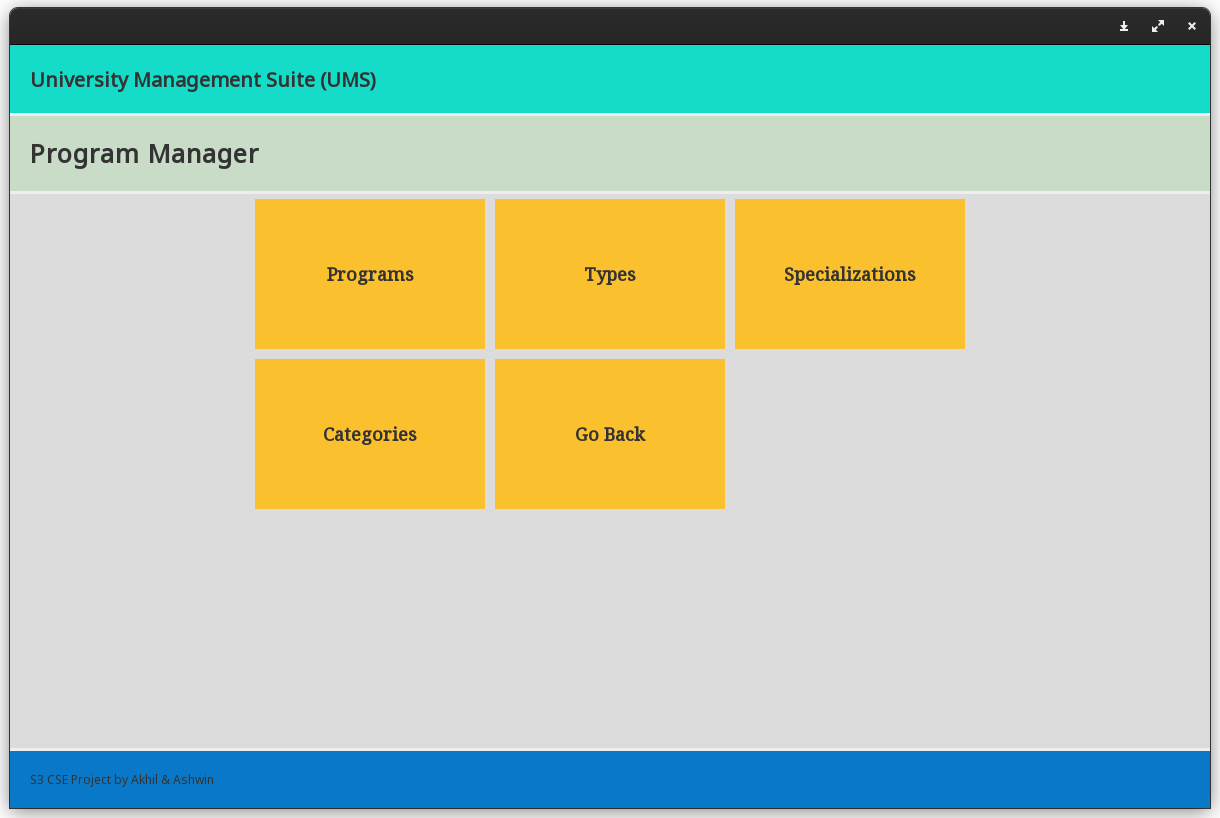 University Management Suite (UMS)
Program Manager
Programs
Types
Specializations
Categories
Go Back
S3 CSE Project by Akhil & Ashwin